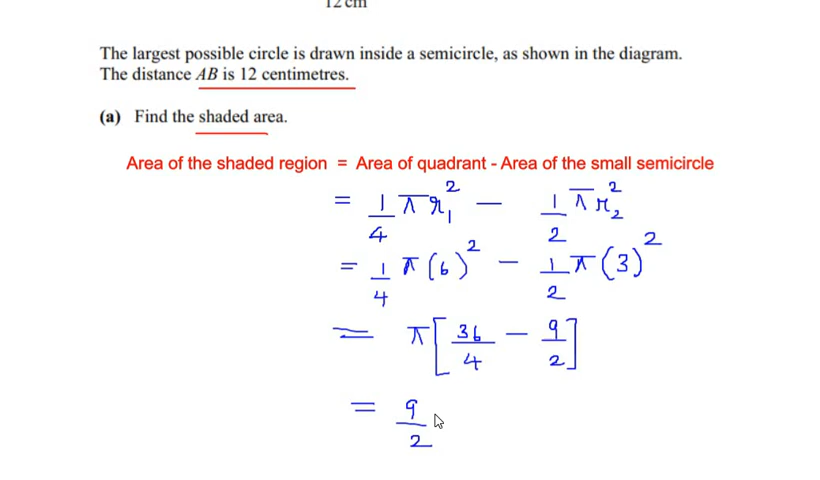 12 cm
The largest possible circle is drawn inside a semicircle, as shown in the diagram.
The distance AB is 12 centimetres.
(a) Find the shaded area.
Area of the shaded region = Area of quadrant - Area of the small semicircle
= 1/4 π r₁² - 1/2 π r₂²
= 1/4 π (6)² - 1/2 π (3)²
= π [36/4 - 9/2]
= 9/2